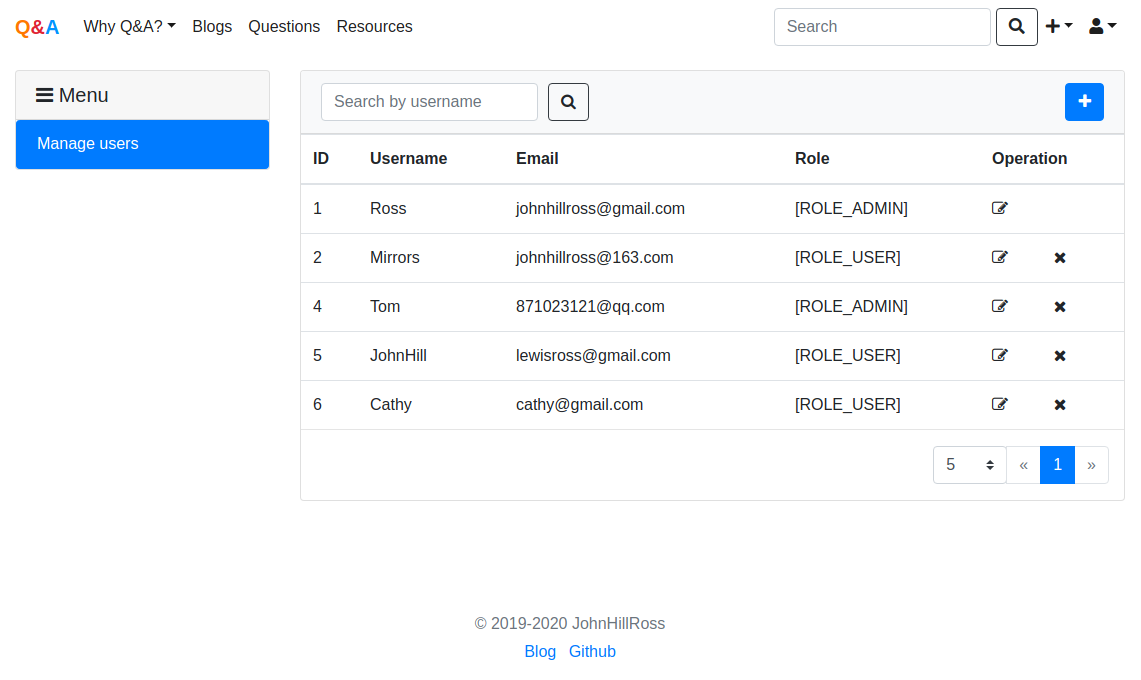 Q&A Why Q&A? Blogs Questions Resources Search
Menu
Search by username
Manage users
ID Username Email Role Operation
1 Ross johnhillross@gmail.com [ROLE_ADMIN]
2 Mirrors johnhillross@163.com [ROLE_USER]
4 Tom 871023121@qq.com [ROLE_ADMIN]
5 JohnHill lewisross@gmail.com [ROLE_USER]
6 Cathy cathy@gmail.com [ROLE_USER]
5 « 1 »
© 2019-2020 JohnHillRoss
Blog Github